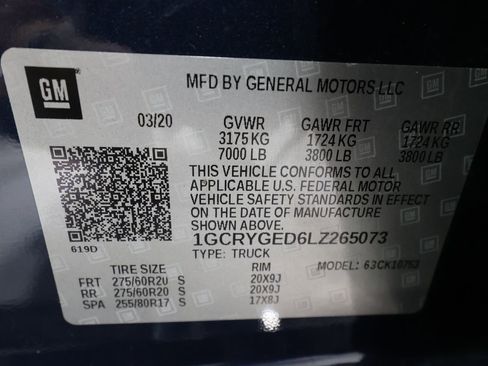 GM
MFD BY GENERAL MOTORS LLC
03/20 GVWR GAWR FRT GAWR RR
3175 KG 1724 KG 1724 KG
7000 LB 3800 LB 3800 LB
THIS VEHICLE CONFORMS TO ALL
APPLICABLE U.S. FEDERAL MOTOR
VEHICLE SAFETY STANDARDS IN EFFECT
ON THE DATE OF MANUFACTURE
SHOWN ABOVE.
1GCRYGED6LZ265073
619D
TYPE: TRUCK 63CK10753
TIRE SIZE RIM
FRT 275/60R20 S 20X9J
RR 275/60R20 S 20X9J
SPA 255/80R17 S 17X8J